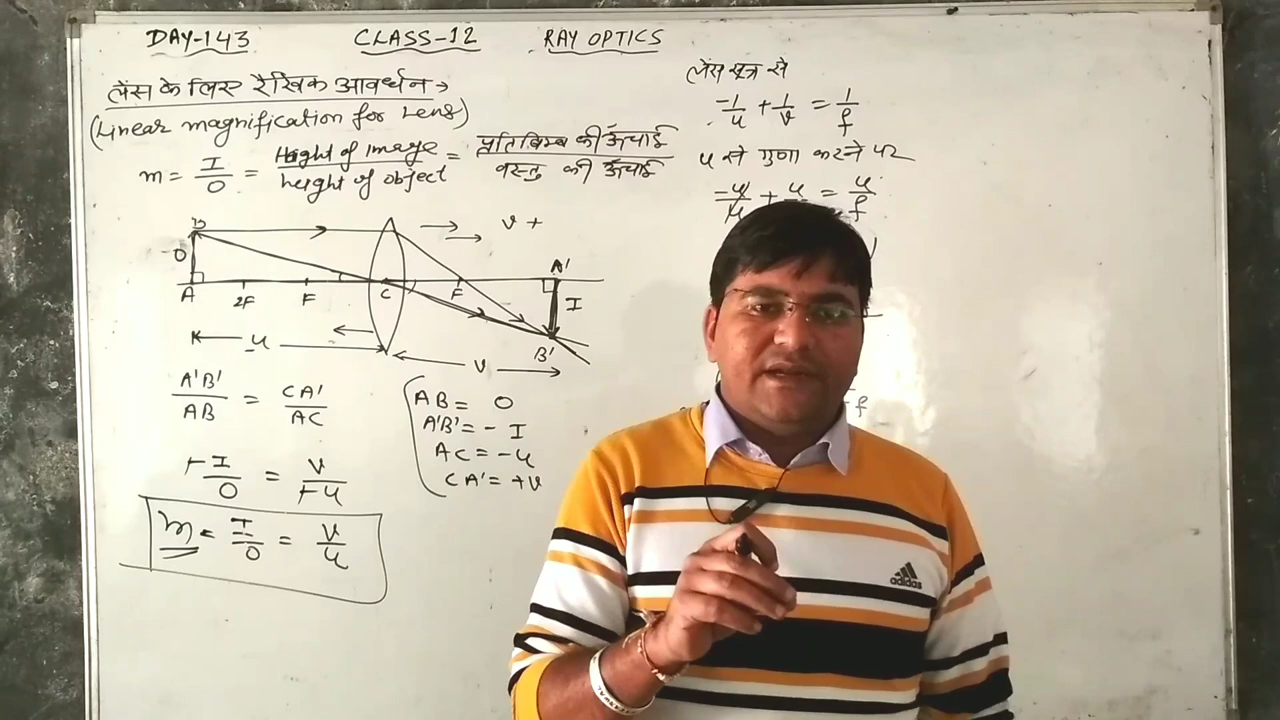 DAY-143 CLASS-12 RAY OPTICS
लेंस के लिए रैखिक आवर्धन →
(Linear magnification for Lens)
m = I/O = Height of image/height of object = प्रतिबिम्ब की ऊँचाई/वस्तु की ऊँचाई
B v +
O A'
A 2F F C F I
u B'
v
A'B'/AB = CA'/AC
AB = O
A'B' = - I
AC = -u
CA' = +v
-I/O = v/-u
m = I/O = v/u
लेंस सूत्र से
-1/u + 1/v = 1/f
u से गुणा करने पर
-u/u + u/ = u/f
f
adidas